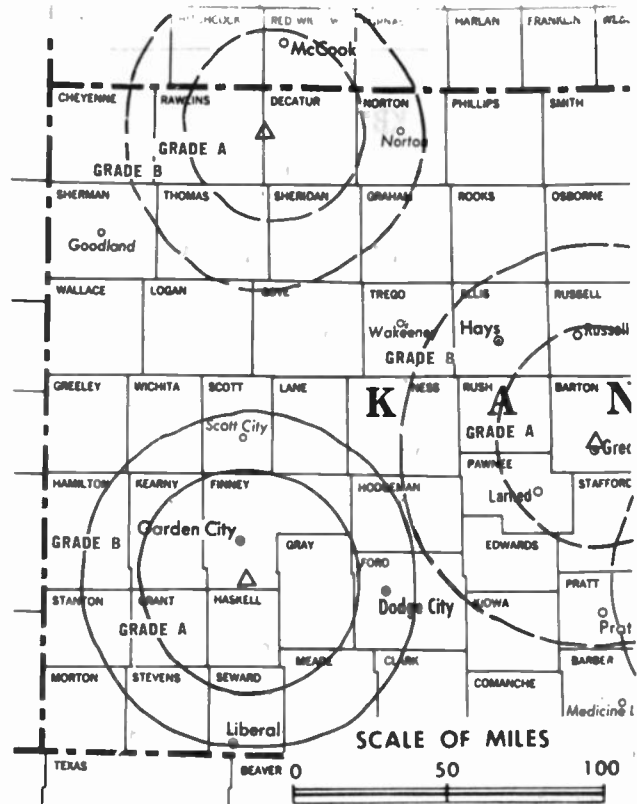 HARLAN FRANKLIN
McCook
CHEYENNE RAWLINS DECATUR NORTON PHILLIPS SMITH
GRADE A
Norton
GRADE B
SHERMAN THOMAS SHERIDAN GRAHAM ROOKS OSBORNE
Goodland
WALLACE LOGAN GOVE TREGO ELLIS RUSSELL
Wakeeney Hays Russell
GRADE B
GREELEY WICHITA SCOTT LANE NESS RUSH BARTON
K A N
Scott City
GRADE A
Grea
PAWNEE
HAMILTON KEARNY FINNEY HODGEMAN Larned STAFFORD
Garden City
GRADE B GRAY EDWARDS
FORD
PRATT
STANTON GRANT HASKELL Dodge City KIOWA
GRADE A
Prat
MEADE CLARK BARBER
MORTON STEVENS SEWARD COMANCHE
Medicine L
Liberal
SCALE OF MILES
TEXAS BEAVER
0 50 100